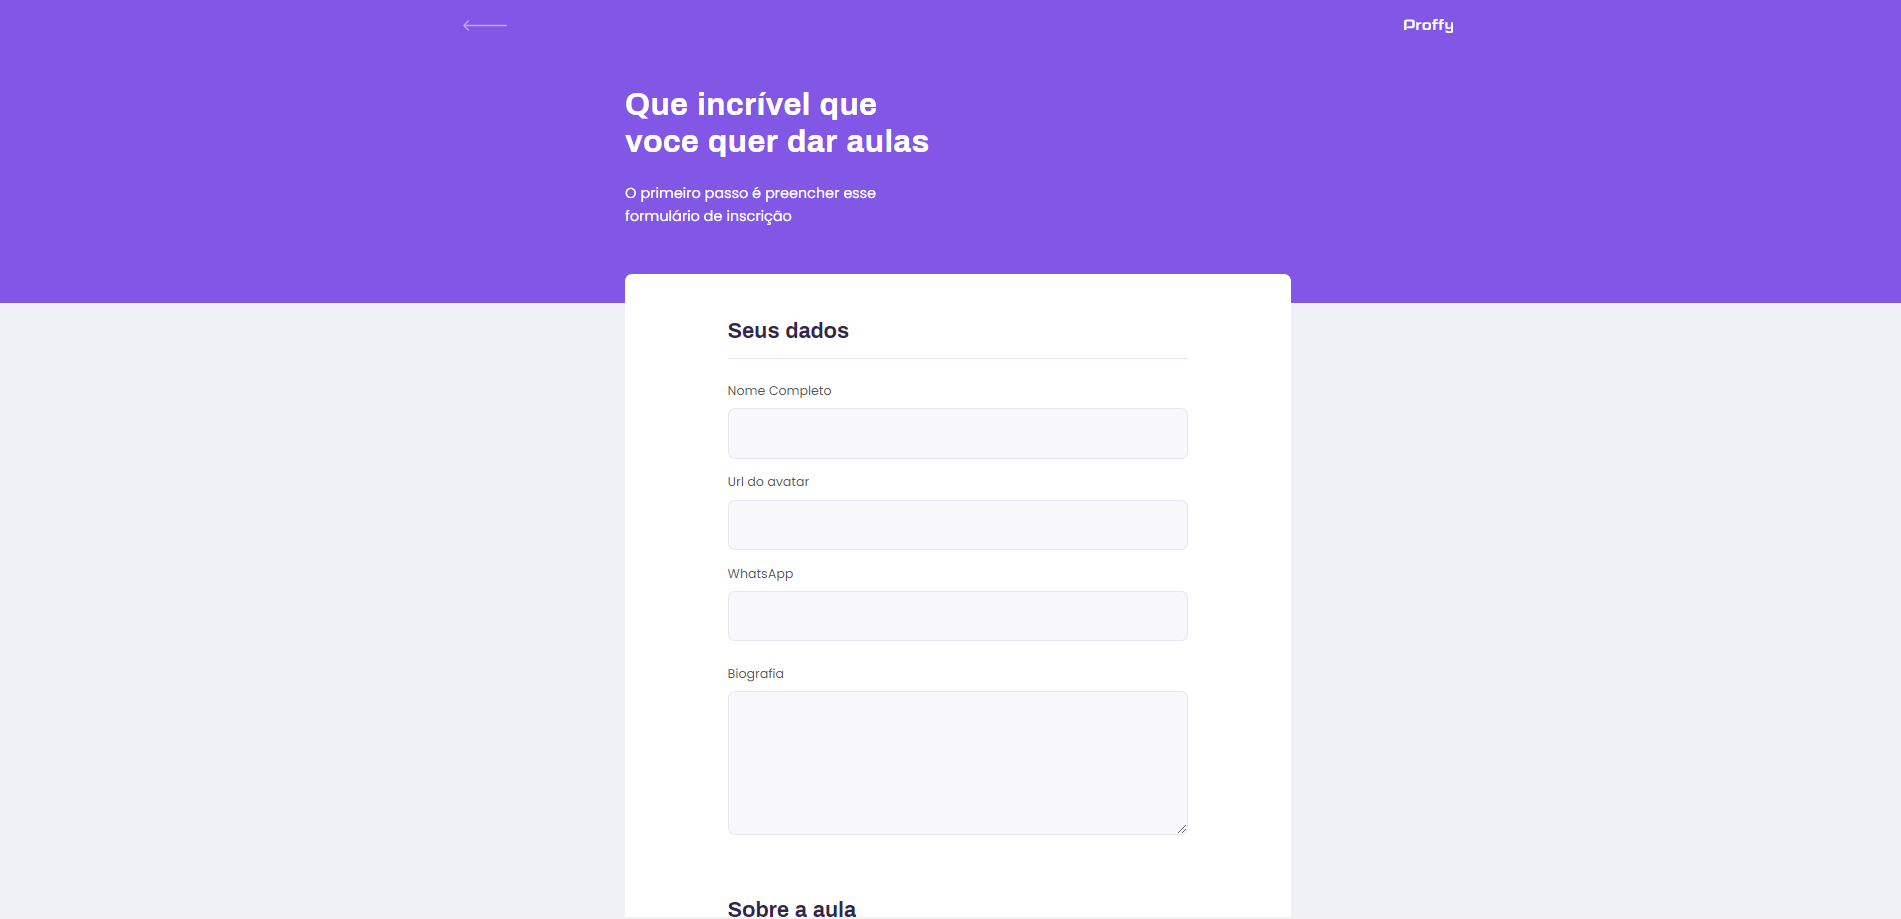 Proffy
Que incrível que
voce quer dar aulas
O primeiro passo é preencher esse
formulário de inscrição
Seus dados
Nome Completo
Url do avatar
WhatsApp
Biografia
Sobre a aula